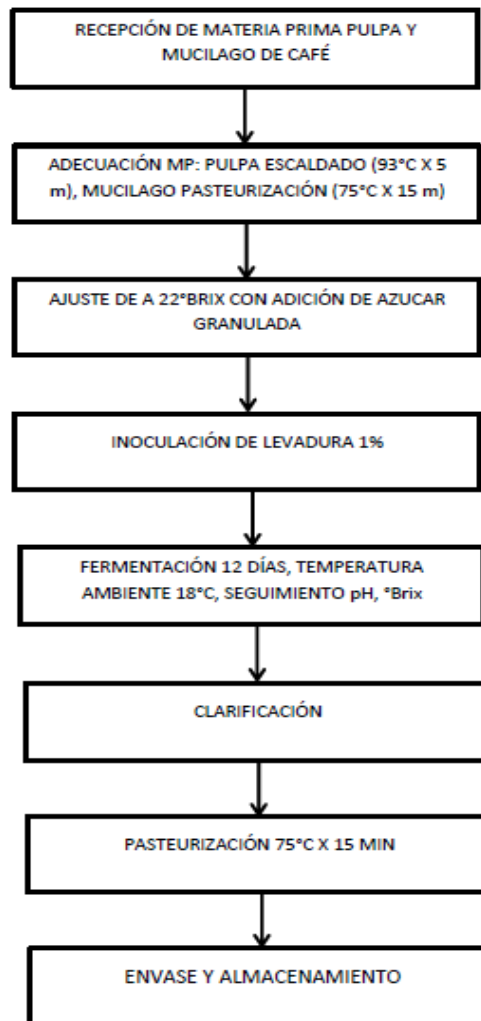 RECEPCIÓN DE MATERIA PRIMA PULPA Y
MUCILAGO DE CAFÉ
ADECUACIÓN MP: PULPA ESCALDADO (93°C X 5
m), MUCILAGO PASTEURIZACIÓN (75°C X 15 m)
AJUSTE DE A 22°BRIX CON ADICIÓN DE AZUCAR
GRANULADA
INOCULACIÓN DE LEVADURA 1%
FERMENTACIÓN 12 DÍAS, TEMPERATURA
AMBIENTE 18°C, SEGUIMIENTO pH, °Brix
CLARIFICACIÓN
PASTEURIZACIÓN 75°C X 15 MIN
ENVASE Y ALMACENAMIENTO